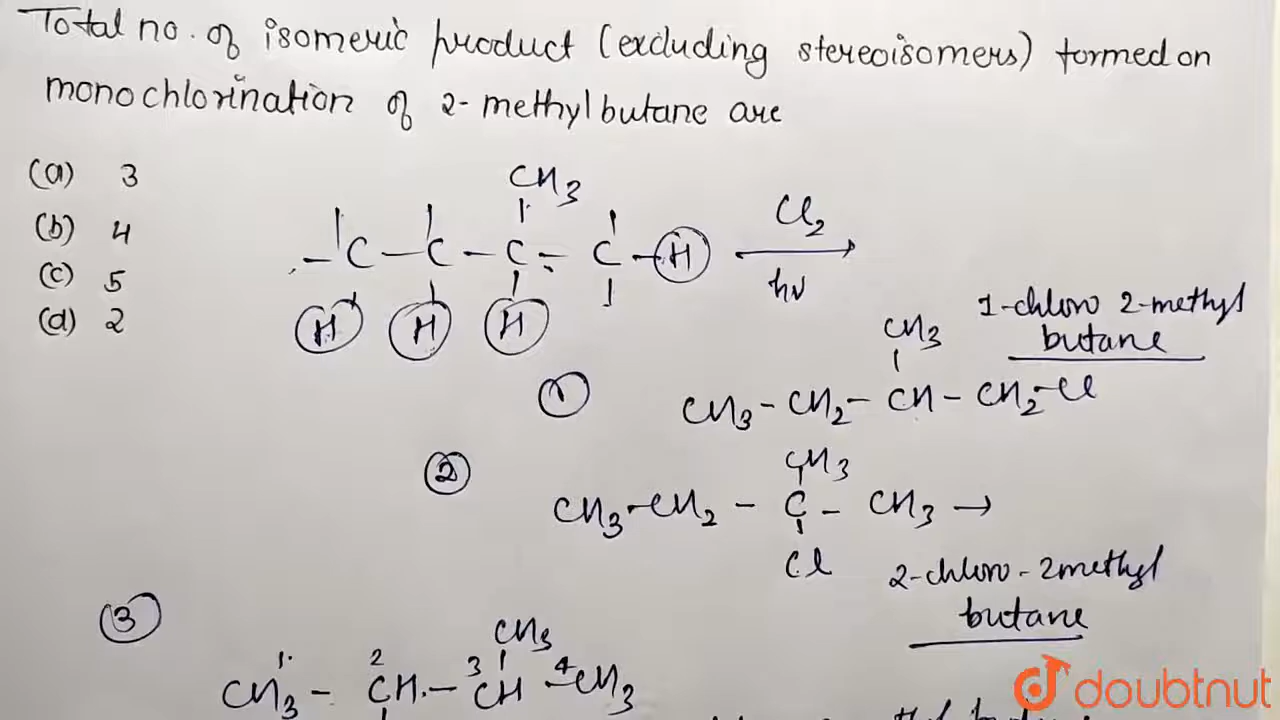 Total no. of isomeric product (excluding stereoisomers) formed on
monochlorination of 2-methylbutane are
(a) 3
(b) 4
(c) 5
(d) 2
CH3
- C - C - C - C - H
H H H
Cl2
hν
1-chloro 2-methyl
butane
① CH3
CH3 - CH2 - CH - CH2-Cl
② CH3
CH3-CH2 - C - CH3 →
Cl
2-chloro-2methyl
butane
③ CH3
1. 2 3 4
CH3 - CH. - CH - CH3
doubtnut